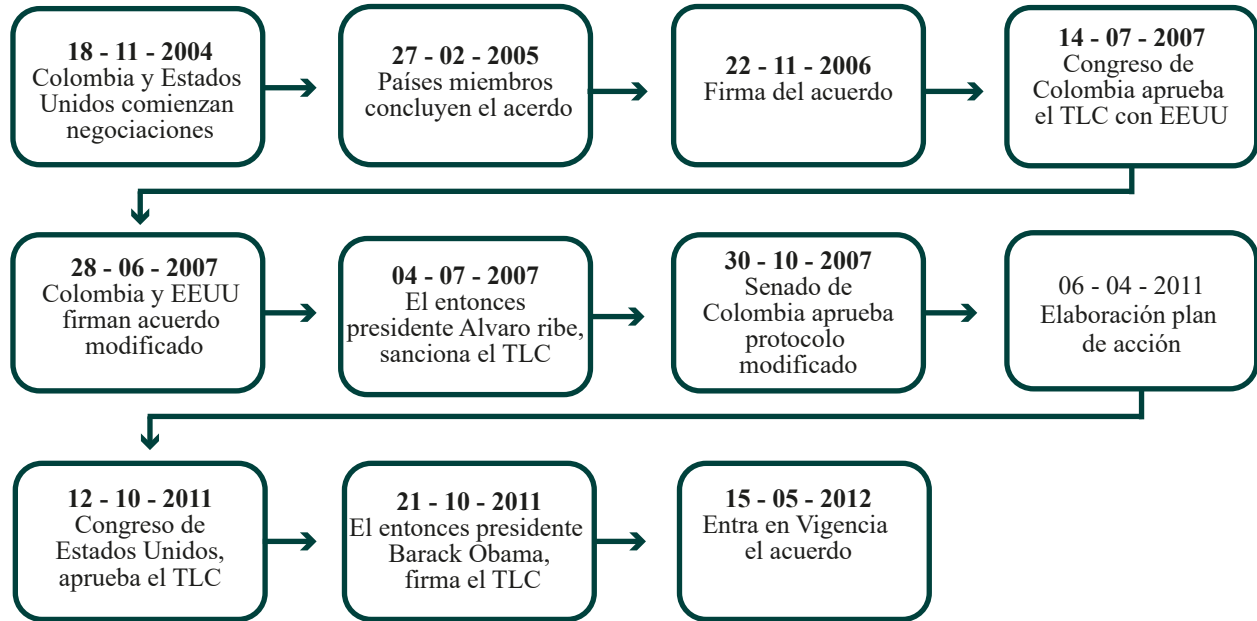 18 - 11 - 2004
Colombia y Estados
Unidos comienzan
negociaciones
27 - 02 - 2005
Países miembros
concluyen el acerdo
22 - 11 - 2006
Firma del acuerdo
14 - 07 - 2007
Congreso de
Colombia aprueba
el TLC con EEUU
28 - 06 - 2007
Colombia y EEUU
firman acuerdo
modificado
04 - 07 - 2007
El entonces
presidente Alvaro ribe,
sanciona el TLC
30 - 10 - 2007
Senado de
Colombia aprueba
protocolo
modificado
06 - 04 - 2011
Elaboración plan
de acción
12 - 10 - 2011
Congreso de
Estados Unidos,
aprueba el TLC
21 - 10 - 2011
El entonces presidente
Barack Obama,
firma el TLC
15 - 05 - 2012
Entra en Vigencia
el acuerdo